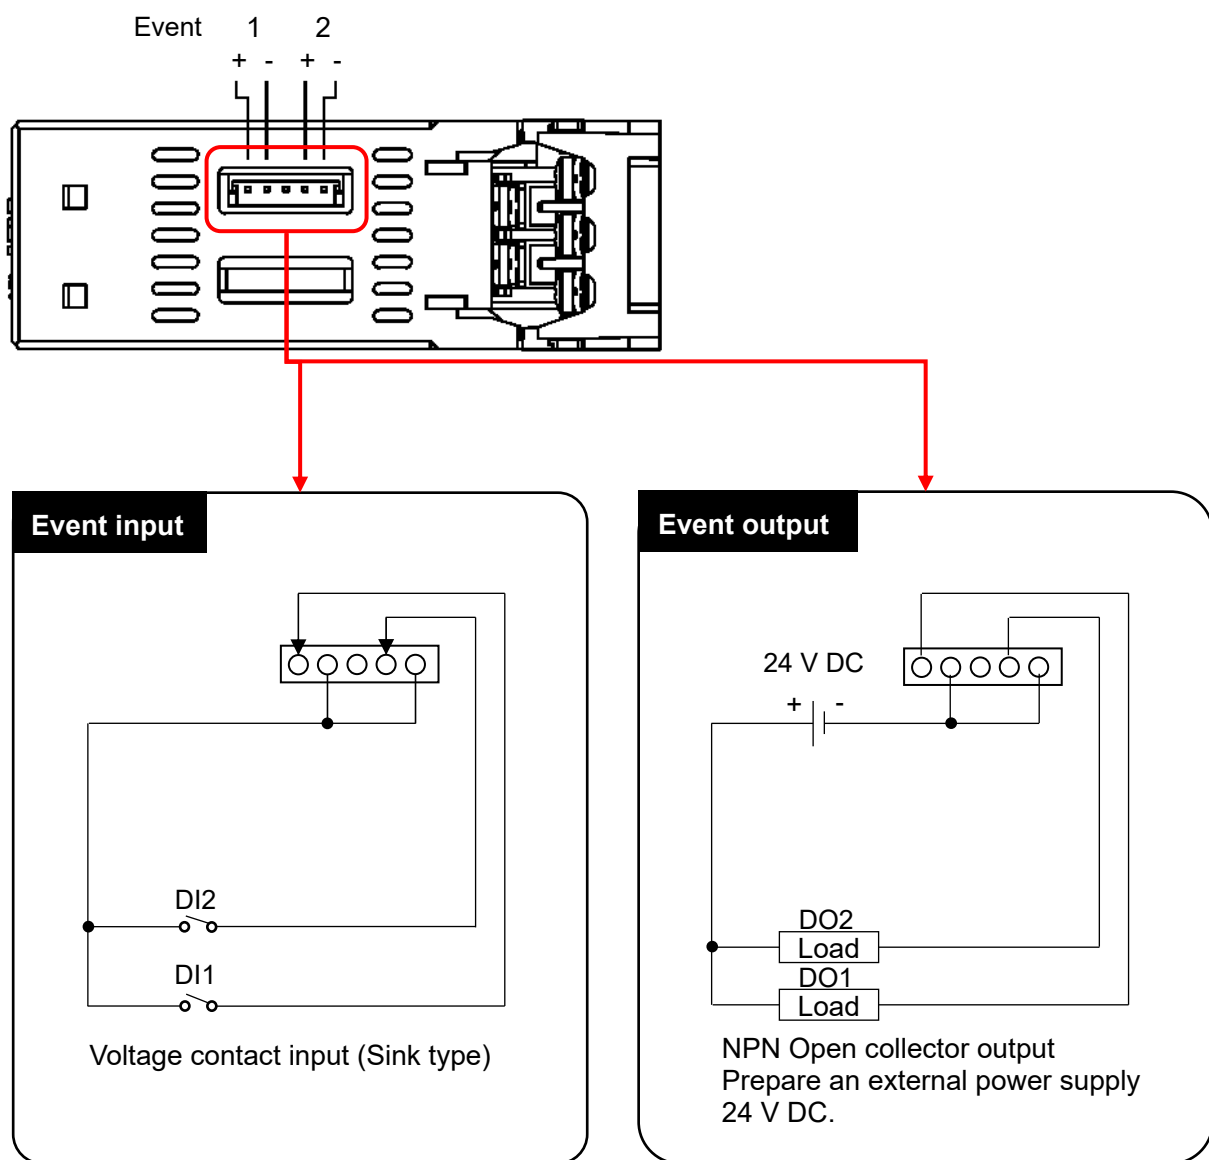 Event 1 2
+ - + -
Event input
DI2
DI1
Voltage contact input (Sink type)
Event output
24 V DC
+ -
DO2
Load
DO1
Load
NPN Open collector output
Prepare an external power supply
24 V DC.